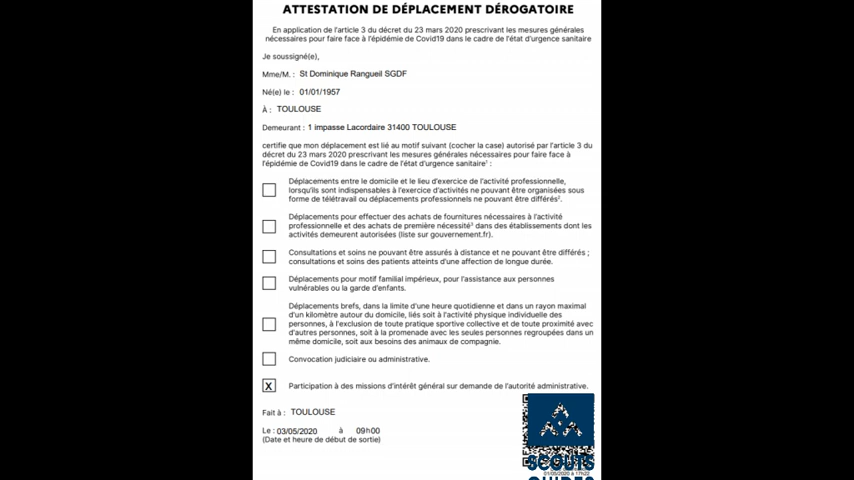 ATTESTATION DE DÉPLACEMENT DÉROGATOIRE
En application de l'article 3 du décret du 23 mars 2020 prescrivant les mesures générales
nécessaires pour faire face à l'épidémie de Covid19 dans le cadre de l'état d'urgence sanitaire
Je soussigné(e),
Mme/M. : St Dominique Rangueil SGDF
Né(e) le : 01/01/1957
À : TOULOUSE
Demeurant : 1 impasse Lacordaire 31400 TOULOUSE
certifie que mon déplacement est lié au motif suivant (cocher la case) autorisé par l'article 3 du
décret du 23 mars 2020 prescrivant les mesures générales nécessaires pour faire face à
l'épidémie de Covid19 dans le cadre de l'état d'urgence sanitaire¹ :
Déplacements entre le domicile et le lieu d'exercice de l'activité professionnelle,
lorsqu'ils sont indispensables à l'exercice d'activités ne pouvant être organisées sous
forme de télétravail ou déplacements professionnels ne pouvant être différés².
Déplacements pour effectuer des achats de fournitures nécessaires à l'activité
professionnelle et des achats de première nécessité³ dans des établissements dont les
activités demeurent autorisées (liste sur gouvernement.fr).
Consultations et soins ne pouvant être assurés à distance et ne pouvant être différés ;
consultations et soins des patients atteints d'une affection de longue durée.
Déplacements pour motif familial impérieux, pour l'assistance aux personnes
vulnérables ou la garde d'enfants.
Déplacements brefs, dans la limite d'une heure quotidienne et dans un rayon maximal
d'un kilomètre autour du domicile, liés soit à l'activité physique individuelle des
personnes, à l'exclusion de toute pratique sportive collective et de toute proximité avec
d'autres personnes, soit à la promenade avec les seules personnes regroupées dans un
même domicile, soit aux besoins des animaux de compagnie.
Convocation judiciaire ou administrative.
X Participation à des missions d'intérêt général sur demande de l'autorité administrative.
Fait à : TOULOUSE
Le : 03/05/2020 à 09h00
(Date et heure de début de sortie)
SCOUTS
01/05/2020 à 17h22
GUIDES